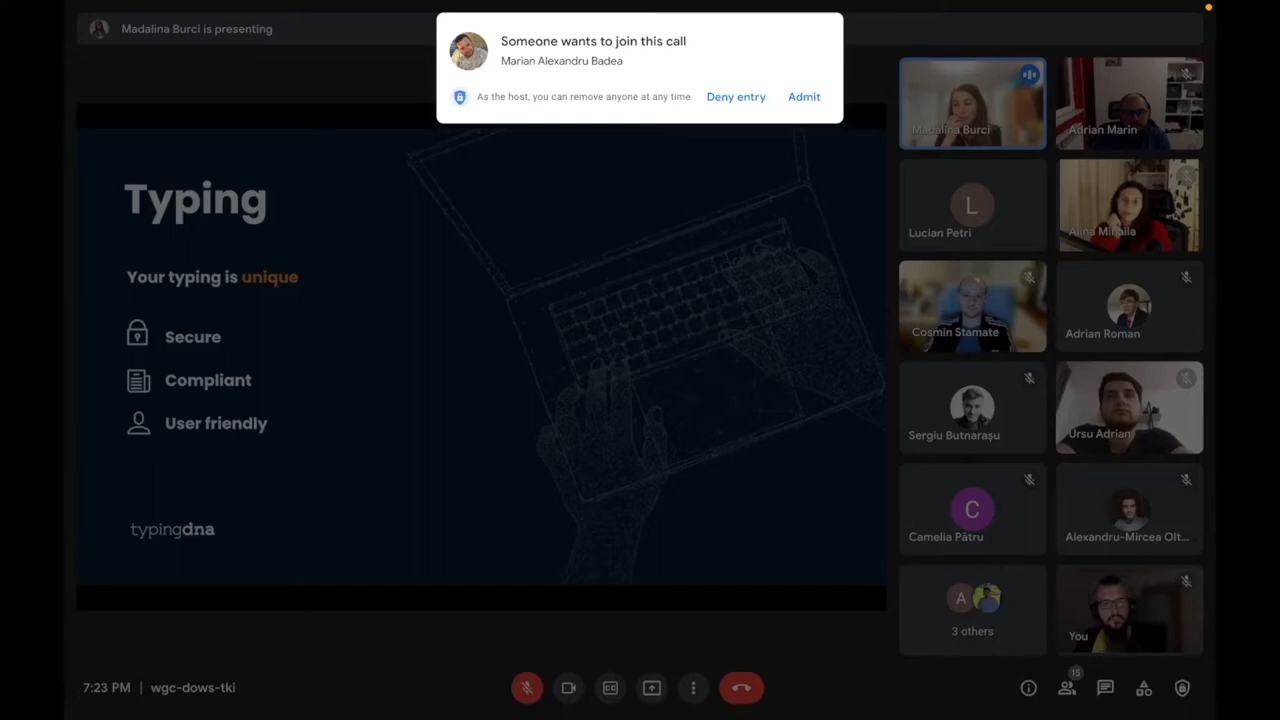 Madalina Burci is presenting
Someone wants to join this call
Marian Alexandru Badea
As the host, you can remove anyone at any time
Deny entry
Admit
Typing
Your typing is unique
Secure
Compliant
User friendly
typingdna
Madalina Burci
Adrian Marin
L
Lucian Petri
Alina Mihaila
Cosmin Stamate
Adrian Roman
Sergiu Butnarașu
Ursu Adrian
C
Camelia Pătru
Alexandru-Mircea Olt...
A
3 others
You
7:23 PM | wgc-dows-tki
CC
15